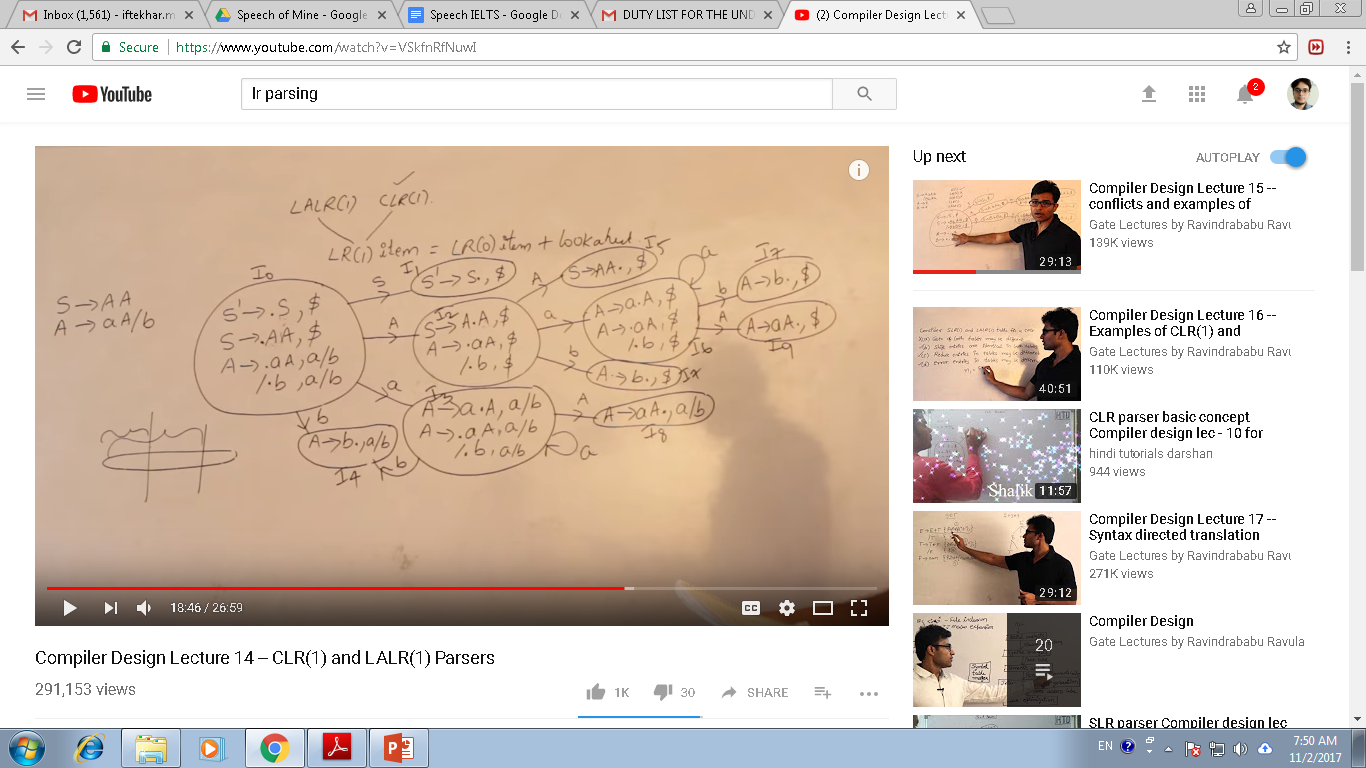 Inbox (1,561) - iftekhar.m
Speech of Mine - Google
Speech IELTS - Google D
DUTY LIST FOR THE UND
(2) Compiler Design Lect
Secure
https://www.youtube.com/watch?v=VSkfnRfNuwI
YouTube
lr parsing
2
LALR(1) CLR(1).
LR(1) item = LR(0) item + lookahead
S → AA
A → aA/b
I0
S' → .S, $
S → .AA, $
A → .aA, a/b
/.b, a/b
S
I1
S' → S., $
A
I2
S → A.A, $
A → .aA, $
/.b, $
A
I5
S → AA., $
a
A → a.A, $
A → .aA, $
/.b, $
I6
a
b
I7
A → b., $
A
A → aA., $
I9
b
A → b., $
a
I3
A → a.A, a/b
A → .aA, a/b
/.b, a/b
a
A
A → aA., a/b
I8
b
A → b., a/b
I4
b
18:46 / 26:59
CC
Compiler Design Lecture 14 -- CLR(1) and LALR(1) Parsers
291,153 views
1K
30
SHARE
Up next
AUTOPLAY
29:13
Compiler Design Lecture 15 --
conflicts and examples of
Gate Lectures by Ravindrababu Ravu
139K views
40:51
Compiler Design Lecture 16 --
Examples of CLR(1) and
Gate Lectures by Ravindrababu Ravu
110K views
Shalik
11:57
CLR parser basic concept
Compiler design lec - 10 for
hindi tutorials darshan
944 views
29:12
Compiler Design Lecture 17 --
Syntax directed translation
Gate Lectures by Ravindrababu Ravu
271K views
20
Compiler Design
Gate Lectures by Ravindrababu Ravula
SLR parser Compiler design lec
EN
7:50 AM
11/2/2017